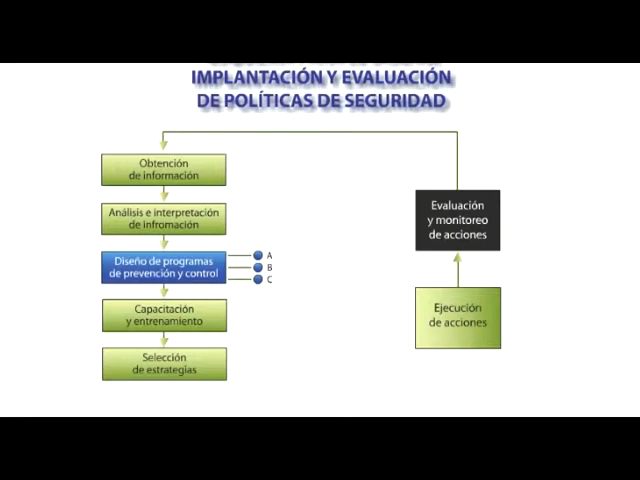 IMPLANTACIÓN Y EVALUACIÓN
DE POLÍTICAS DE SEGURIDAD
Obtención
de información
Análisis e interpretación
de infromación
Diseño de programas
de prevención y control
A
B
C
Capacitación
y entrenamiento
Selección
de estrategias
Evaluación
y monitoreo
de acciones
Ejecución
de acciones